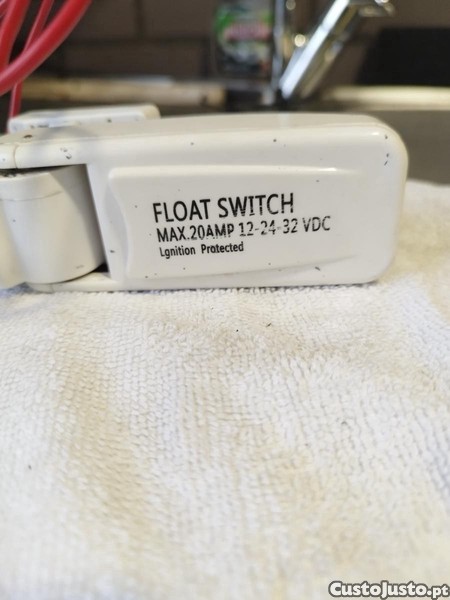 FLOAT SWITCH
MAX.20AMP 12-24-32 VDC
Lgnition Protected
CustoJusto.pt